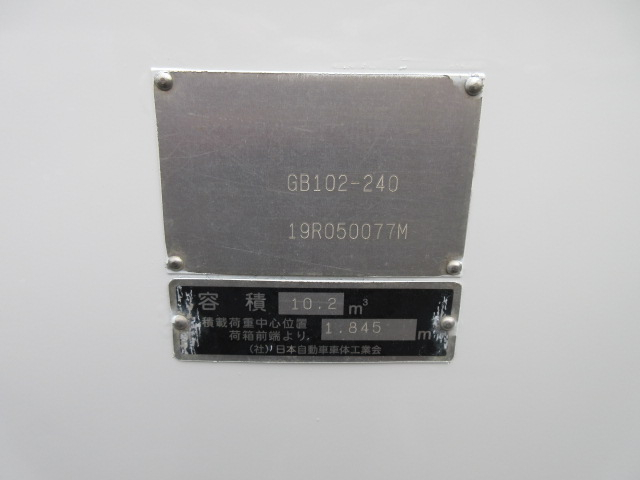 GB102-240
19R050077M
容積 10.2 m³
積載荷重中心位置
荷箱前端より. 1.845 m
(社) 日本自動車車体工業会